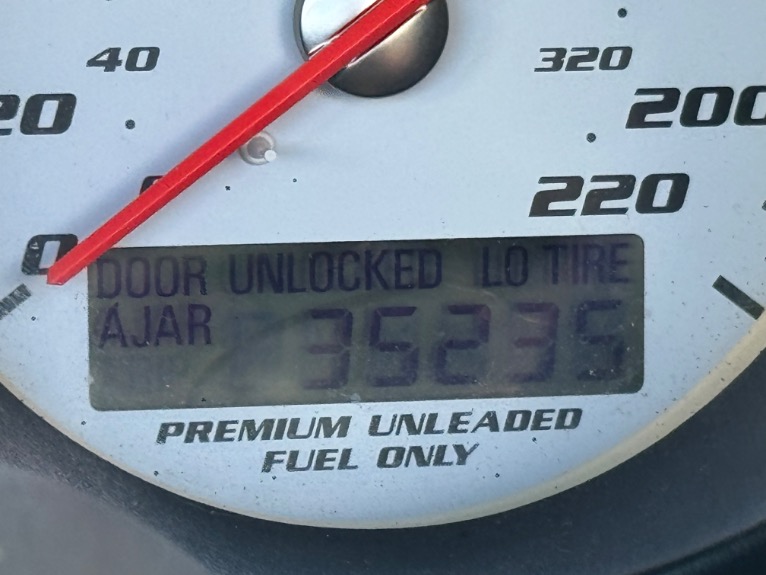 40 320
20 200
220
0
DOOR UNLOCKED LO TIRE
AJAR 35235
PREMIUM UNLEADED
FUEL ONLY